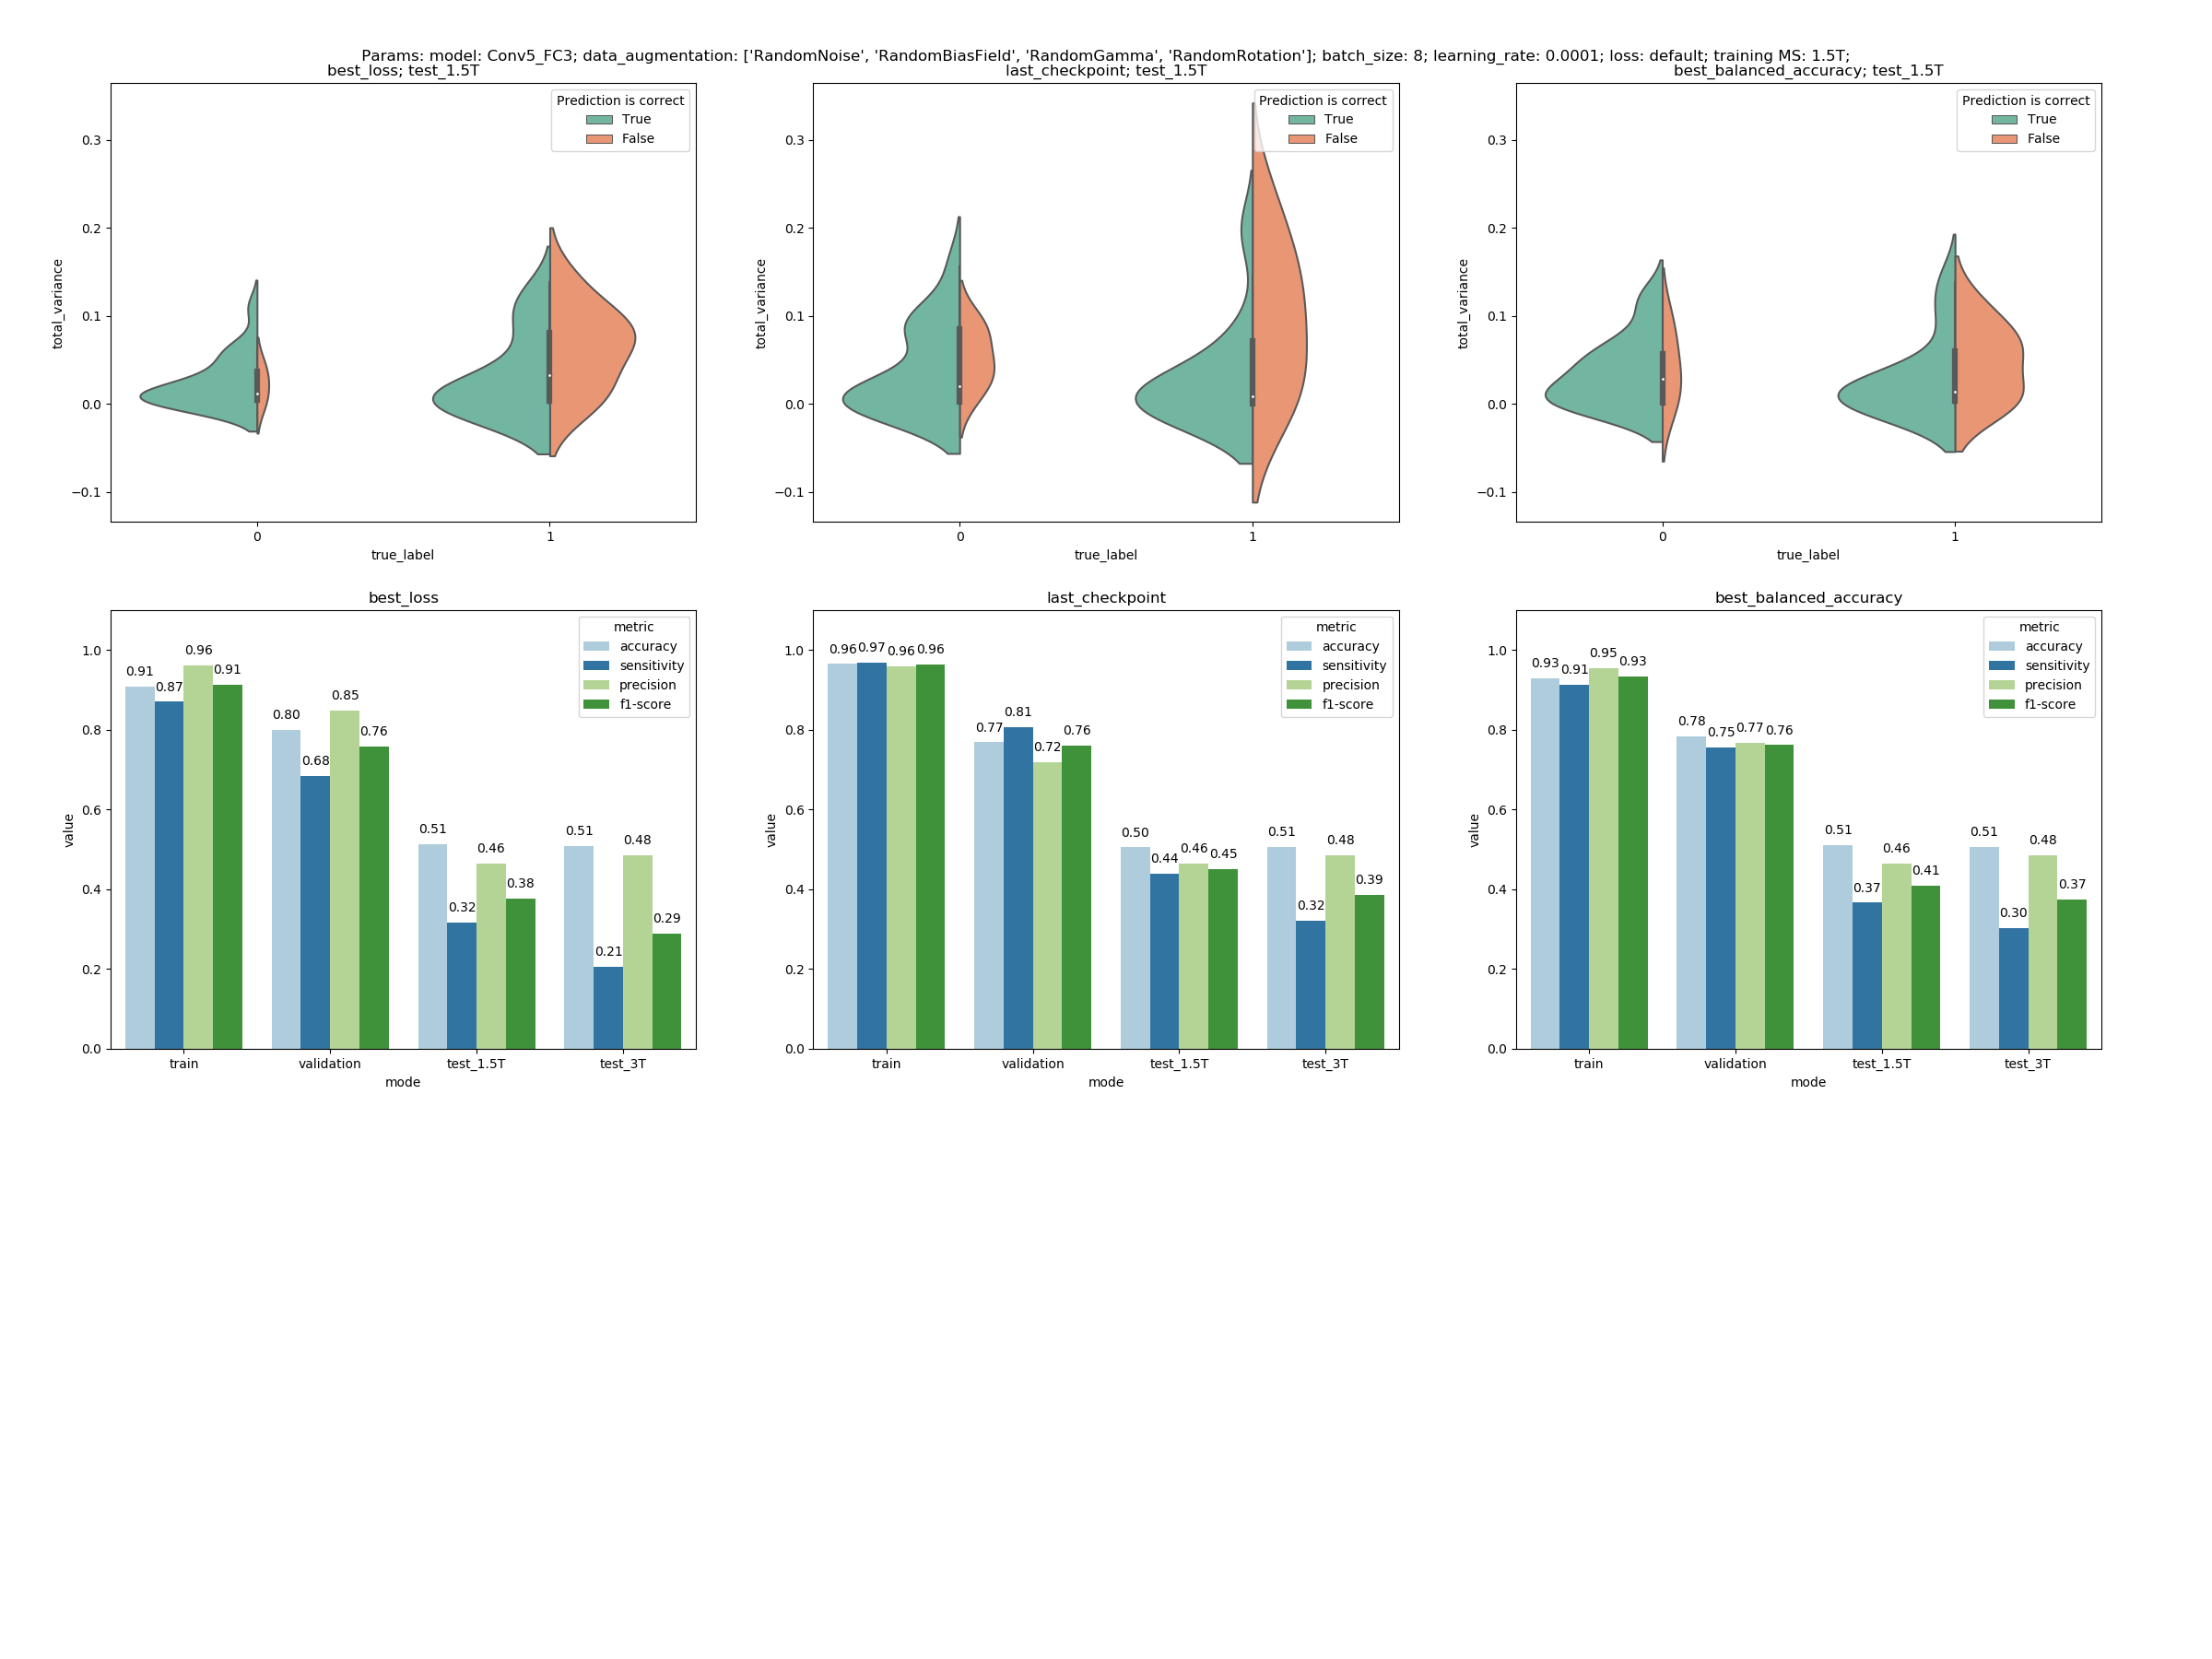 Params: model: Conv5_FC3; data_augmentation: ['RandomNoise', 'RandomBiasField', 'RandomGamma', 'RandomRotation']; batch_size: 8; learning_rate: 0.0001; loss: default; training MS: 1.5T;
best_loss; test_1.5T
Prediction is correct
True
False
0.3
0.2
0.1
0.0
−0.1
total_variance
0
1
true_label
last_checkpoint; test_1.5T
Prediction is correct
True
False
0.3
0.2
0.1
0.0
−0.1
total_variance
0
1
true_label
best_balanced_accuracy; test_1.5T
Prediction is correct
True
False
0.3
0.2
0.1
0.0
−0.1
total_variance
0
1
true_label
best_loss
metric
accuracy
sensitivity
precision
f1-score
1.0
0.8
0.6
0.4
0.2
0.0
value
0.91 0.87 0.96 0.91
0.80 0.68 0.85 0.76
0.51 0.32 0.46 0.38
0.51 0.21 0.48 0.29
train validation test_1.5T test_3T
mode
last_checkpoint
metric
accuracy
sensitivity
precision
f1-score
1.0
0.8
0.6
0.4
0.2
0.0
value
0.96 0.97 0.96 0.96
0.77 0.81 0.72 0.76
0.50 0.44 0.46 0.45
0.51 0.32 0.48 0.39
train validation test_1.5T test_3T
mode
best_balanced_accuracy
metric
accuracy
sensitivity
precision
f1-score
1.0
0.8
0.6
0.4
0.2
0.0
value
0.93 0.91 0.95 0.93
0.78 0.75 0.77 0.76
0.51 0.37 0.46 0.41
0.51 0.30 0.48 0.37
train validation test_1.5T test_3T
mode